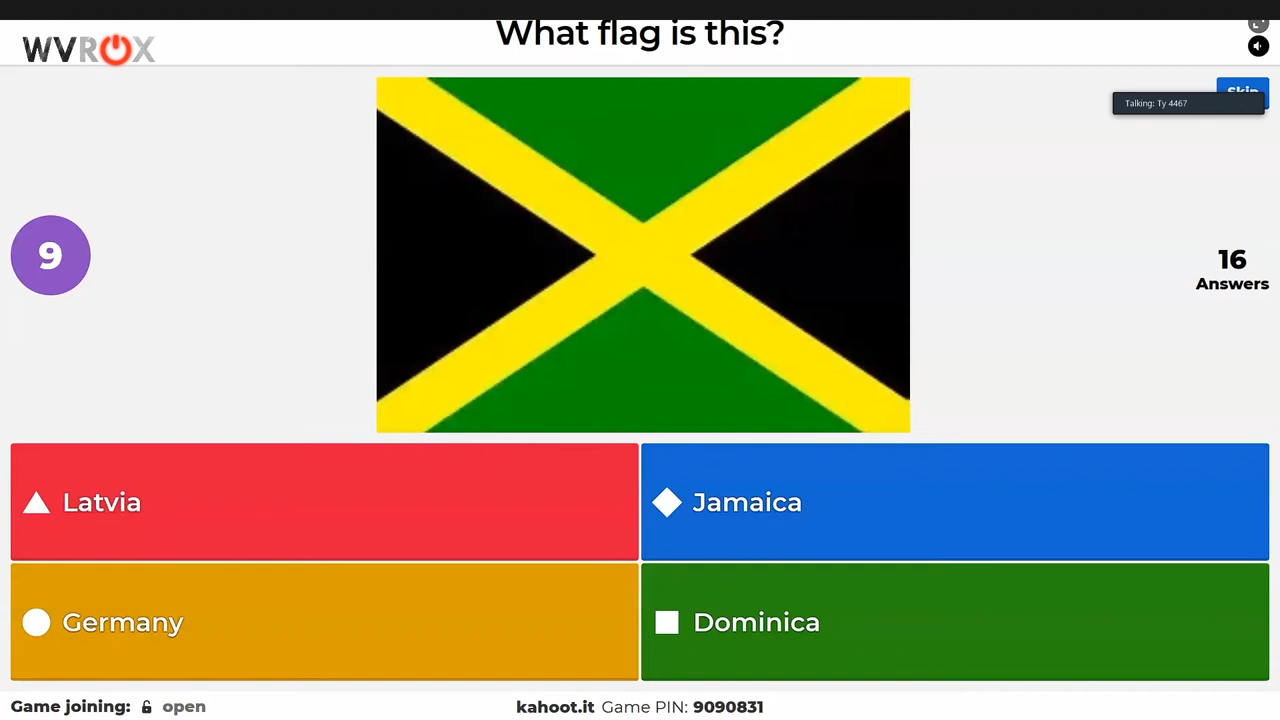 What flag is this?
WVROX
Skip
Talking: Ty 4467
9
16
Answers
Latvia
Jamaica
Germany
Dominica
Game joining: open
kahoot.it Game PIN: 9090831